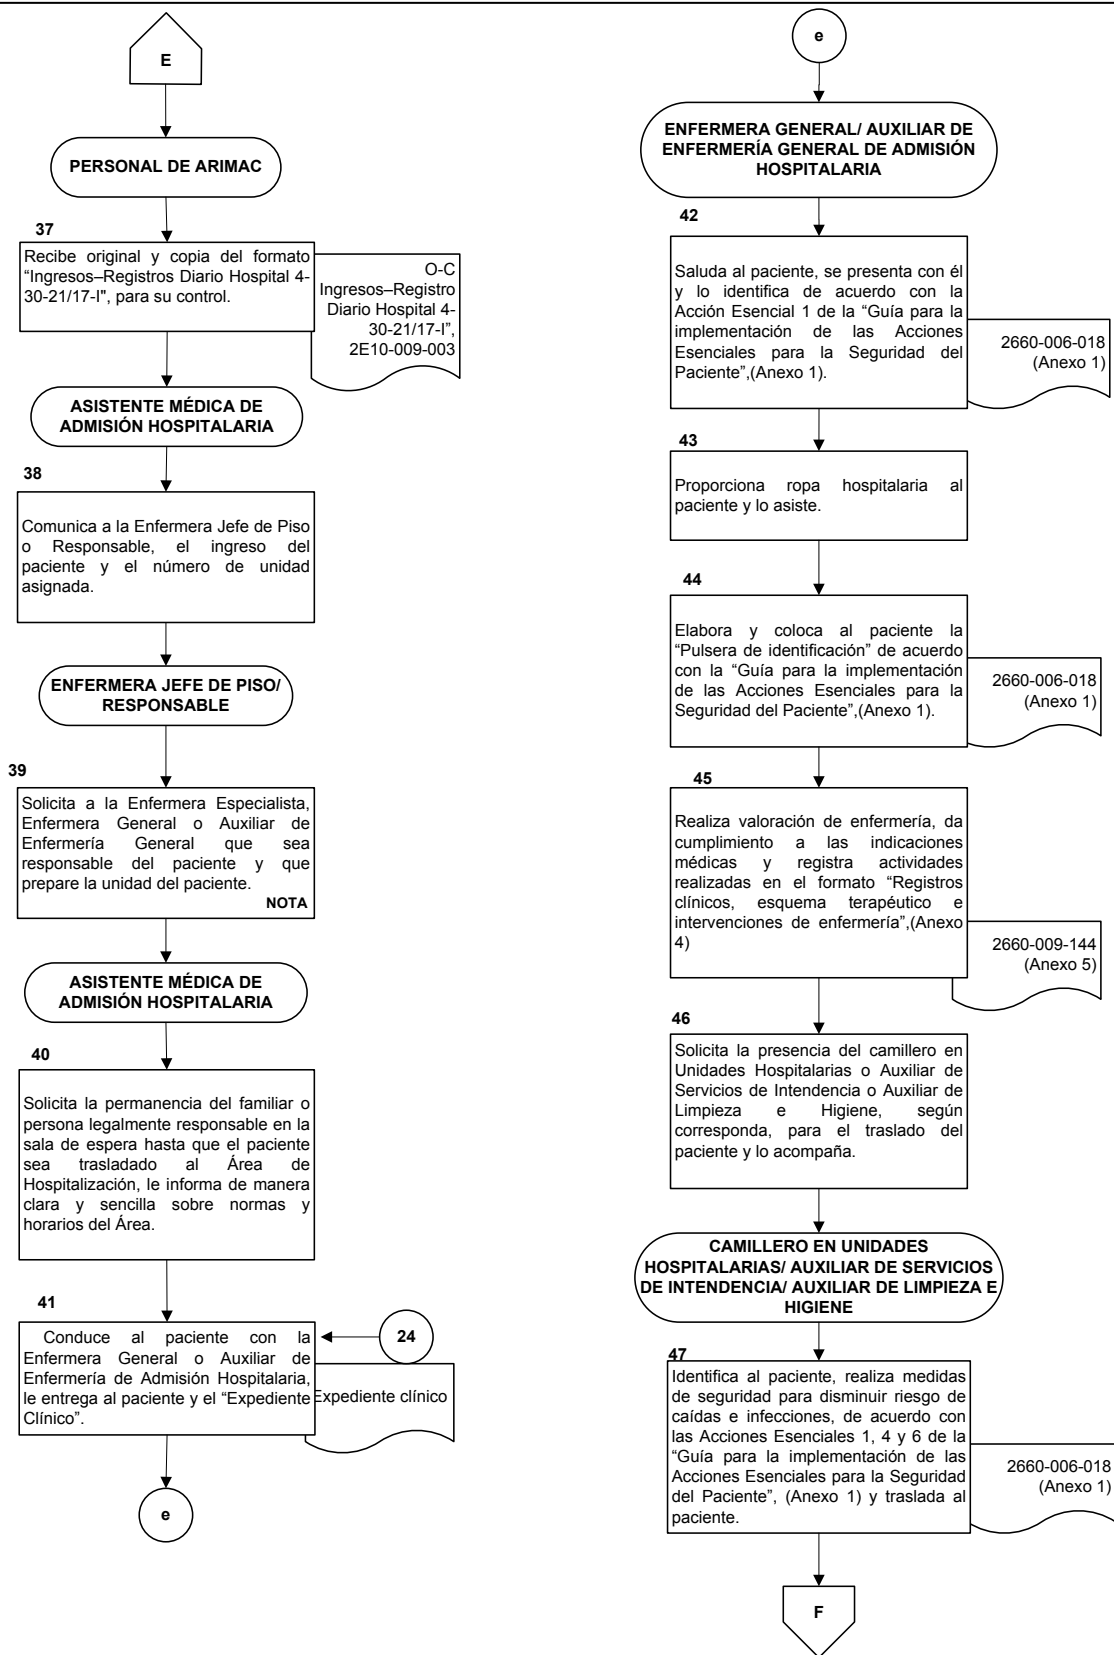 E
PERSONAL DE ARIMAC
37
Recibe original y copia del formato
“Ingresos–Registros Diario Hospital 4-
30-21/17-I", para su control.
O-C
Ingresos–Registro
Diario Hospital 4-
30-21/17-I”,
2E10-009-003
ASISTENTE MÉDICA DE
ADMISIÓN HOSPITALARIA
38
Comunica a la Enfermera Jefe de Piso
o Responsable, el ingreso del
paciente y el número de unidad
asignada.
ENFERMERA JEFE DE PISO/
RESPONSABLE
39
Solicita a la Enfermera Especialista,
Enfermera General o Auxiliar de
Enfermería General que sea
responsable del paciente y que
prepare la unidad del paciente.
NOTA
ASISTENTE MÉDICA DE
ADMISIÓN HOSPITALARIA
40
Solicita la permanencia del familiar o
persona legalmente responsable en la
sala de espera hasta que el paciente
sea trasladado al Área de
Hospitalización, le informa de manera
clara y sencilla sobre normas y
horarios del Área.
41
Conduce al paciente con la
Enfermera General o Auxiliar de
Enfermería de Admisión Hospitalaria,
le entrega al paciente y el “Expediente
Clínico”.
24
Expediente clínico
e
e
ENFERMERA GENERAL/ AUXILIAR DE
ENFERMERÍA GENERAL DE ADMISIÓN
HOSPITALARIA
42
Saluda al paciente, se presenta con él
y lo identifica de acuerdo con la
Acción Esencial 1 de la “Guía para la
implementación de las Acciones
Esenciales para la Seguridad del
Paciente”,(Anexo 1).
2660-006-018
(Anexo 1)
43
Proporciona ropa hospitalaria al
paciente y lo asiste.
44
Elabora y coloca al paciente la
“Pulsera de identificación” de acuerdo
con la “Guía para la implementación
de las Acciones Esenciales para la
Seguridad del Paciente”,(Anexo 1).
2660-006-018
(Anexo 1)
45
Realiza valoración de enfermería, da
cumplimiento a las indicaciones
médicas y registra actividades
realizadas en el formato “Registros
clínicos, esquema terapéutico e
intervenciones de enfermería”,(Anexo
4)
2660-009-144
(Anexo 5)
46
Solicita la presencia del camillero en
Unidades Hospitalarias o Auxiliar de
Servicios de Intendencia o Auxiliar de
Limpieza e Higiene, según
corresponda, para el traslado del
paciente y lo acompaña.
CAMILLERO EN UNIDADES
HOSPITALARIAS/ AUXILIAR DE SERVICIOS
DE INTENDENCIA/ AUXILIAR DE LIMPIEZA E
HIGIENE
47
Identifica al paciente, realiza medidas
de seguridad para disminuir riesgo de
caídas e infecciones, de acuerdo con
las Acciones Esenciales 1, 4 y 6 de la
“Guía para la implementación de las
Acciones Esenciales para la Seguridad
del Paciente”, (Anexo 1) y traslada al
paciente.
2660-006-018
(Anexo 1)
F